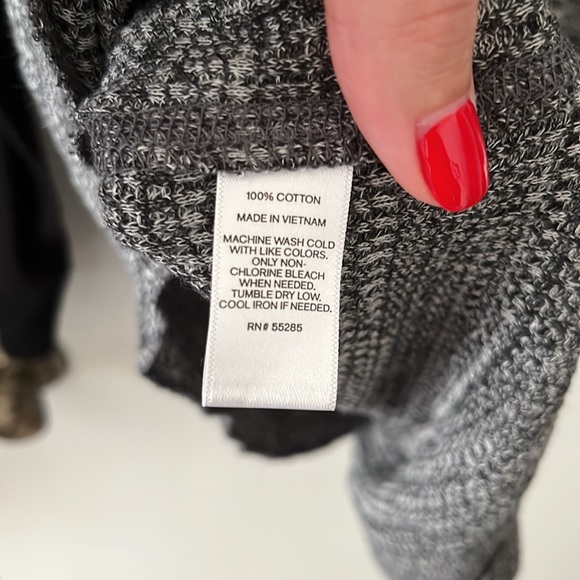 100% COTTON
MADE IN VIETNAM
MACHINE WASH COLD
WITH LIKE COLORS.
ONLY NON-
CHLORINE BLEACH
WHEN NEEDED.
TUMBLE DRY LOW.
COOL IRON IF NEEDED.
RN# 55285